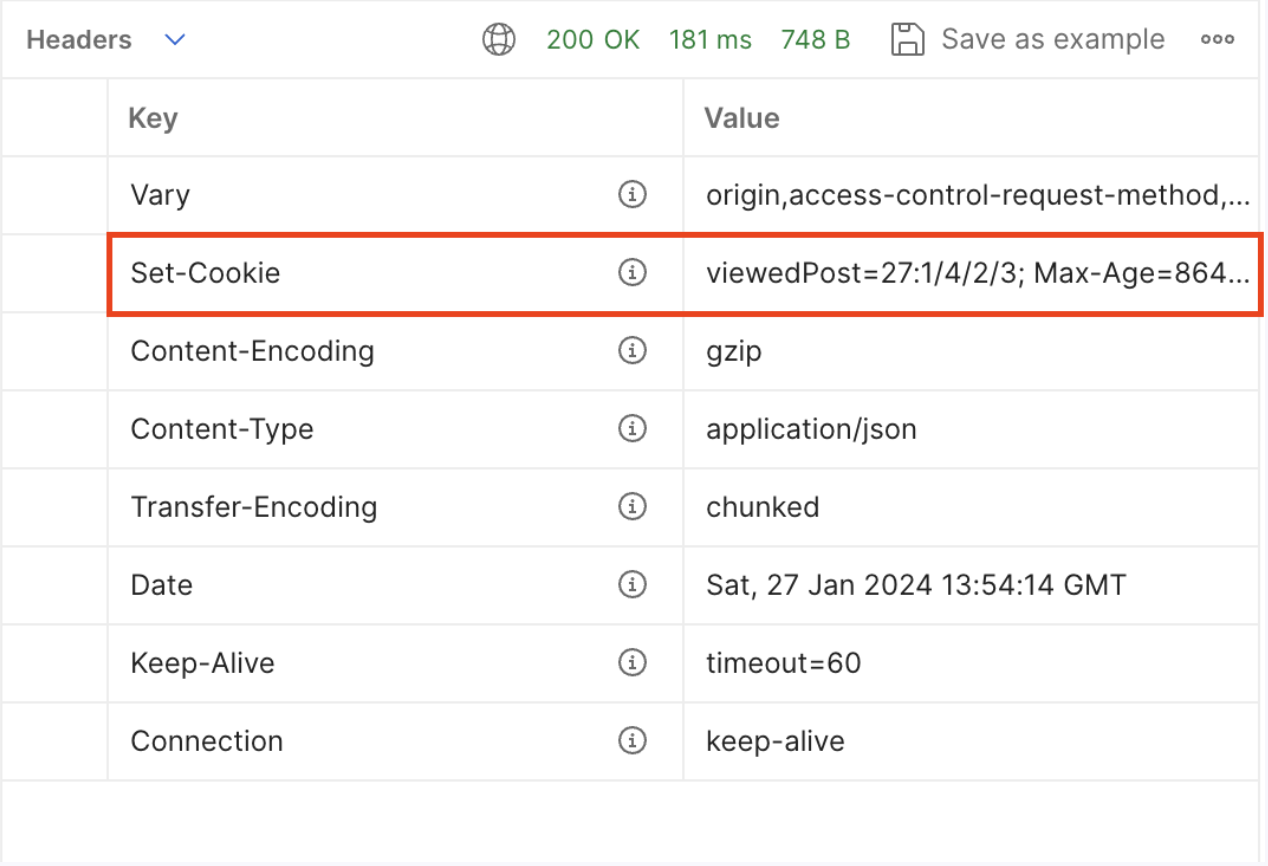 Headers 200 OK 181 ms 748 B Save as example
Key Value
Vary origin,access-control-request-method,...
Set-Cookie viewedPost=27:1/4/2/3; Max-Age=864...
Content-Encoding gzip
Content-Type application/json
Transfer-Encoding chunked
Date Sat, 27 Jan 2024 13:54:14 GMT
Keep-Alive timeout=60
Connection keep-alive